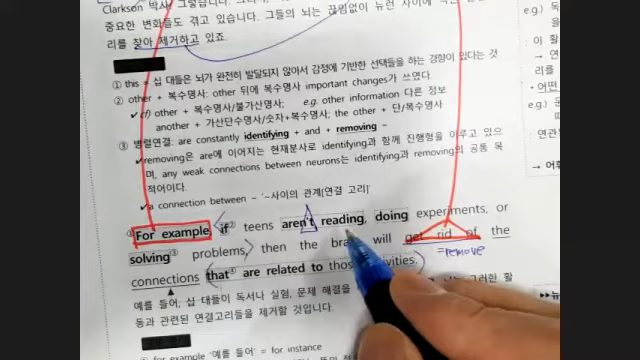 Clarkson 박사
중요한 변화들도 겪고 있습니다. 그들의 뇌는 끊임없이 뉴런 사이에
리를 찾아 제거하고 있죠.
① this = 십 대들은 뇌가 완전히 발달되지 않아서 감정에 기반한 선택들을 하는 경향이 있다는 것
② other + 복수명사: other 뒤에 복수명사 important changes가 쓰였다.
✓cf) other + 복수명사/불가산명사; e.g. other information 다른 정보
another + 가산단수명사/숫자+복수명사; the other + 단/복수명사
③ 병렬연결: are constantly identifying + and + removing ~
✓removing은 are에 이어지는 현재분사로 identifying과 함께 진행형을 이루고 있으
며, any weak connections between neurons는 identifying과 removing의 공통 목
적어이다.
✓a connection between ~ '~사이의 관계[연결 고리]'
① For example, if② teens aren't reading, doing experiments, or
solving problems, then the brain will get rid of the
=remove
connections that④ are related to those activities.
예를 들어, 십 대들이 독서나 실험, 문제 해결을
동과 관련된 연결고리들을 제거할 것입니다.
for example '예를 들어' = for instance